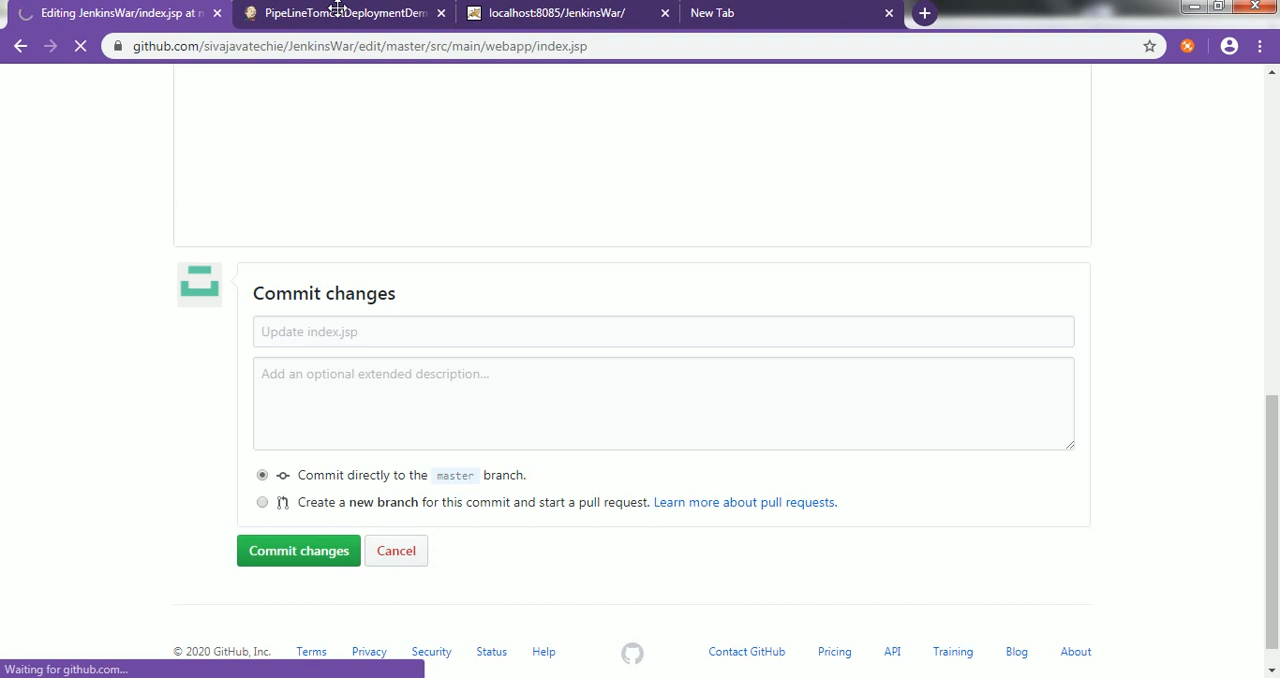 Editing JenkinsWar/index.jsp at m
PipeLineTomcatDeploymentDem
localhost:8085/JenkinsWar/
New Tab
github.com/sivajavatechie/JenkinsWar/edit/master/src/main/webapp/index.jsp
Commit changes
Update index.jsp
Add an optional extended description...
Commit directly to the master branch.
Create a new branch for this commit and start a pull request. Learn more about pull requests.
Commit changes Cancel
© 2020 GitHub, Inc. Terms Privacy Security Status Help Contact GitHub Pricing API Training Blog About
Waiting for github.com...